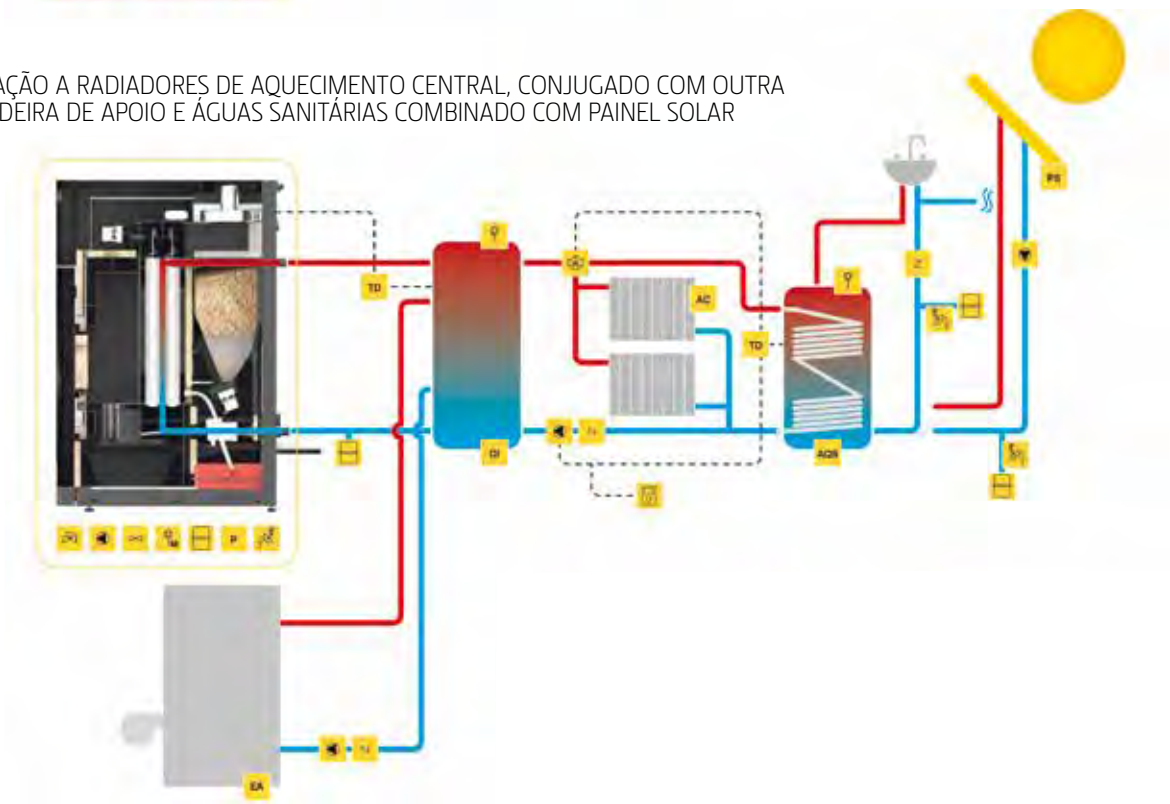 AÇÃO A RADIADORES DE AQUECIMENTO CENTRAL, CONJUGADO COM OUTRA
DEIRA DE APOIO E ÁGUAS SANITÁRIAS COMBINADO COM PAINEL SOLAR
PS
TD
AC
TD
DI
AQS
P
EA